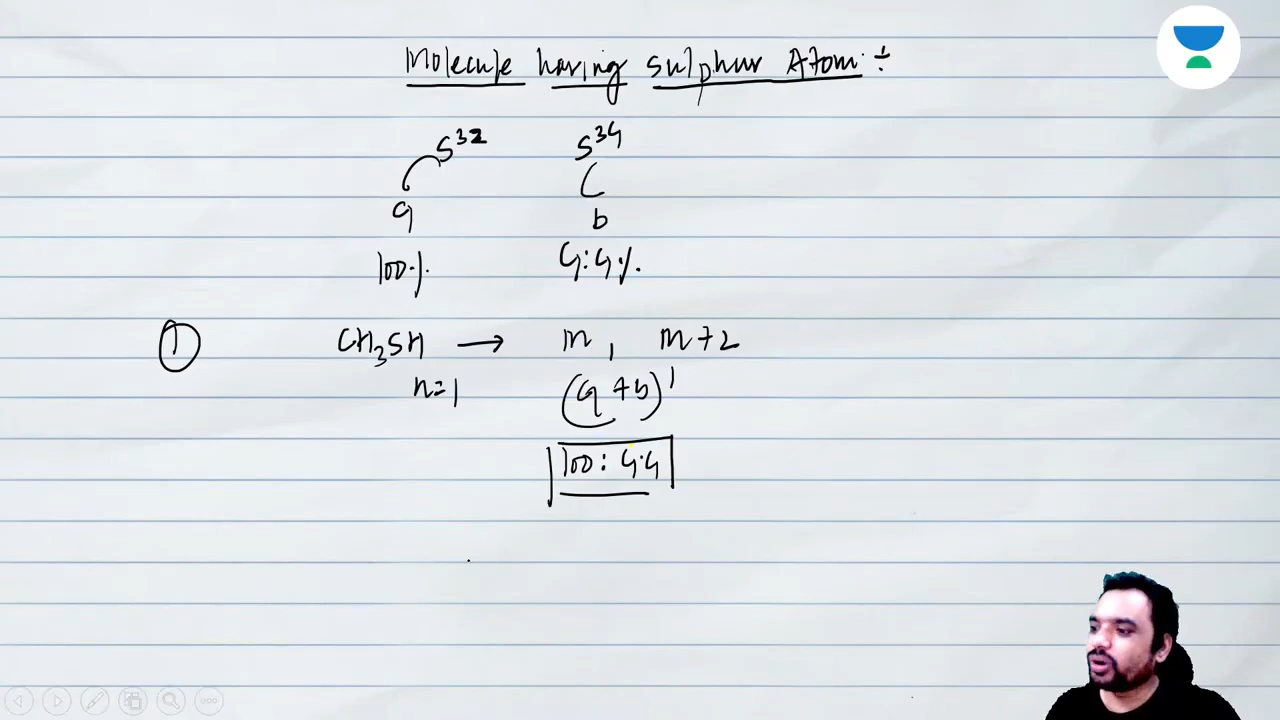 Molecule having sulphur Atom ÷
S³² S³⁴
a b
100% 4.4%
① CH₃SH → m, m+2
n=1 (a+b)¹
100 : 4.4